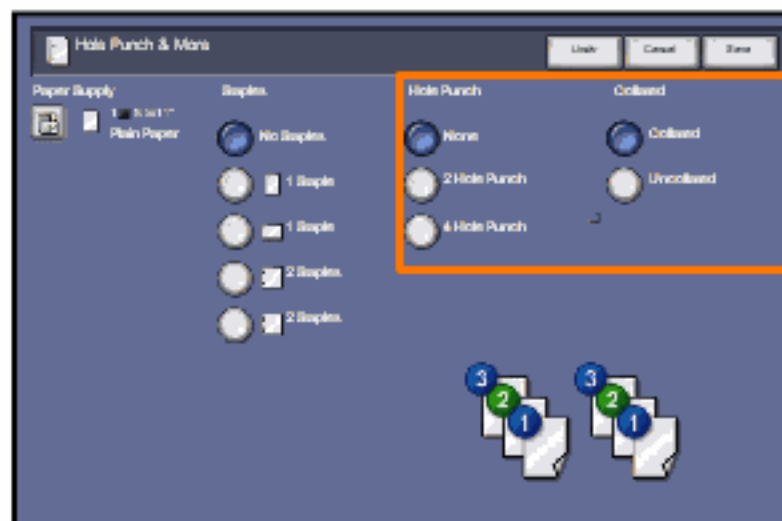 Hole Punch & More
Undo Cancel Save
Paper Supply
Plain Paper
Staples
No Staples
1 Staple
1 Staple
2 Staples
2 Staples
Hole Punch
None
2 Hole Punch
4 Hole Punch
Collated
Collated
Uncollated
3 2 1
3 2 1